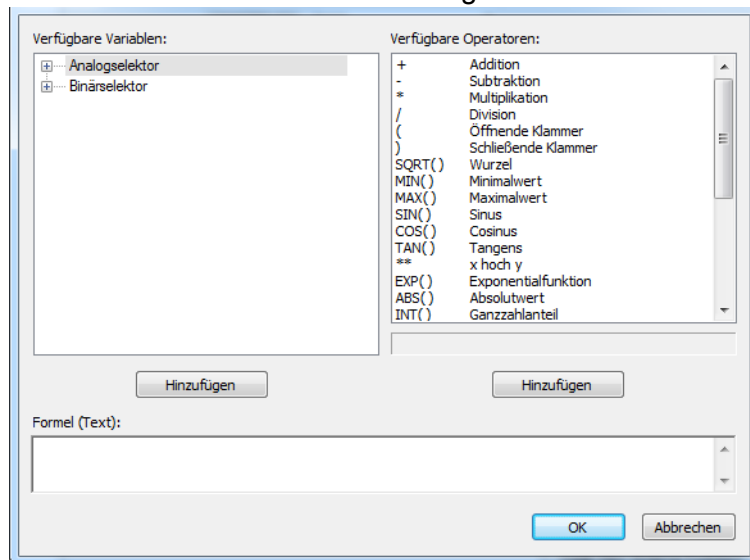 Verfügbare Variablen:
Analogselektor
Binärselektor
Verfügbare Operatoren:
+ Addition
- Subtraktion
* Multiplikation
/ Division
( Öffnende Klammer
) Schließende Klammer
SQRT() Wurzel
MIN() Minimalwert
MAX() Maximalwert
SIN() Sinus
COS() Cosinus
TAN() Tangens
** x hoch y
EXP() Exponentialfunktion
ABS() Absolutwert
INT() Ganzzahlanteil
Hinzufügen
Hinzufügen
Formel (Text):
OK
Abbrechen